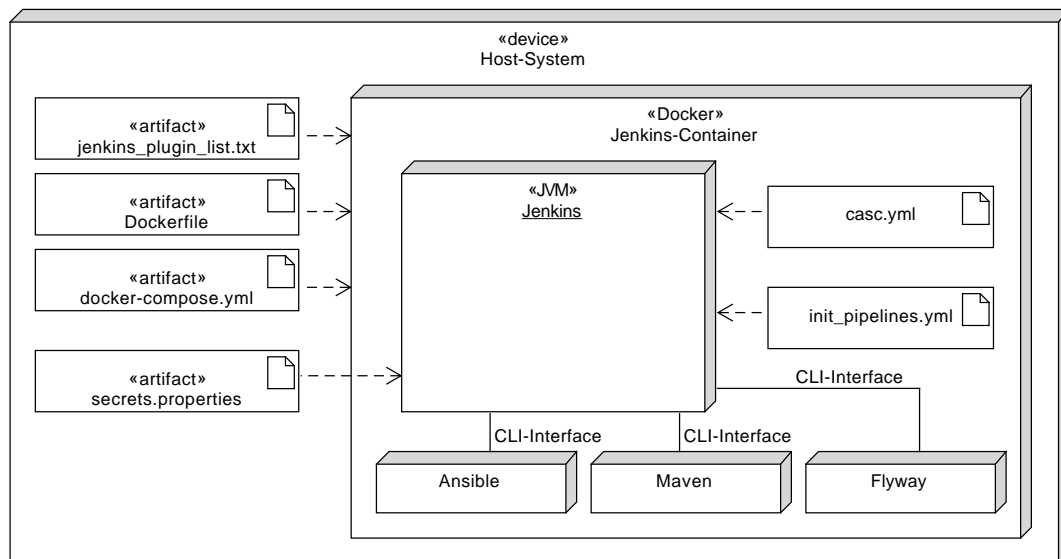 «device»
Host-System
«artifact»
jenkins_plugin_list.txt
«artifact»
Dockerfile
«artifact»
docker-compose.yml
«artifact»
secrets.properties
«Docker»
Jenkins-Container
«JVM»
Jenkins
casc.yml
init_pipelines.yml
CLI-Interface
CLI-Interface
CLI-Interface
Ansible
Maven
Flyway